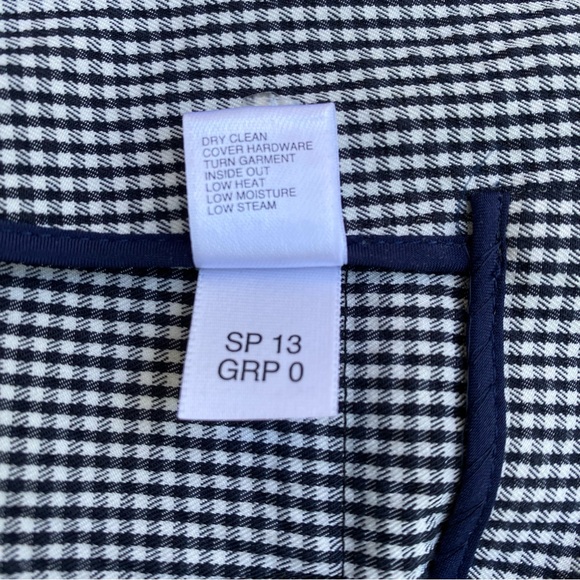 DRY CLEAN
COVER HARDWARE
TURN GARMENT
INSIDE OUT
LOW HEAT
LOW MOISTURE
LOW STEAM
SP 13
GRP 0